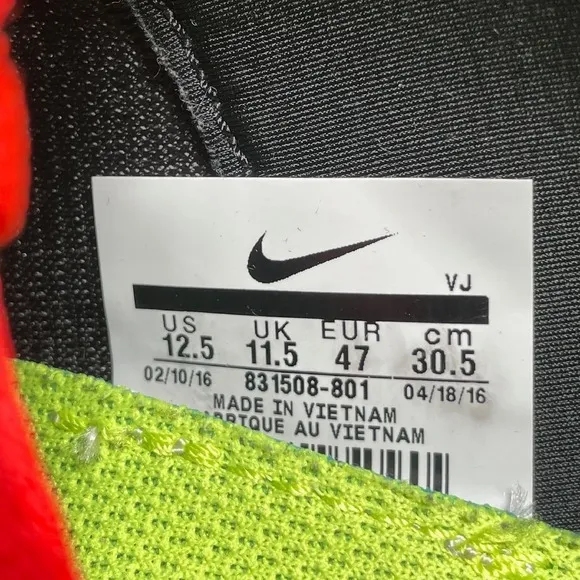 VJ
US UK EUR cm
12.5 11.5 47 30.5
02/10/16 831508-801 04/18/16
MADE IN VIETNAM
AU VIETNAM